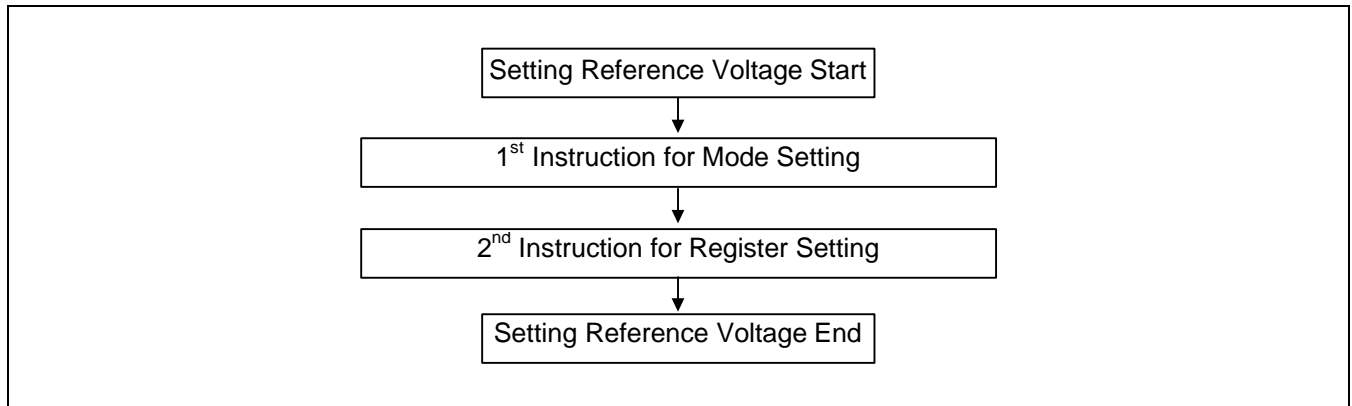 Setting Reference Voltage Start
1st Instruction for Mode Setting
2nd Instruction for Register Setting
Setting Reference Voltage End